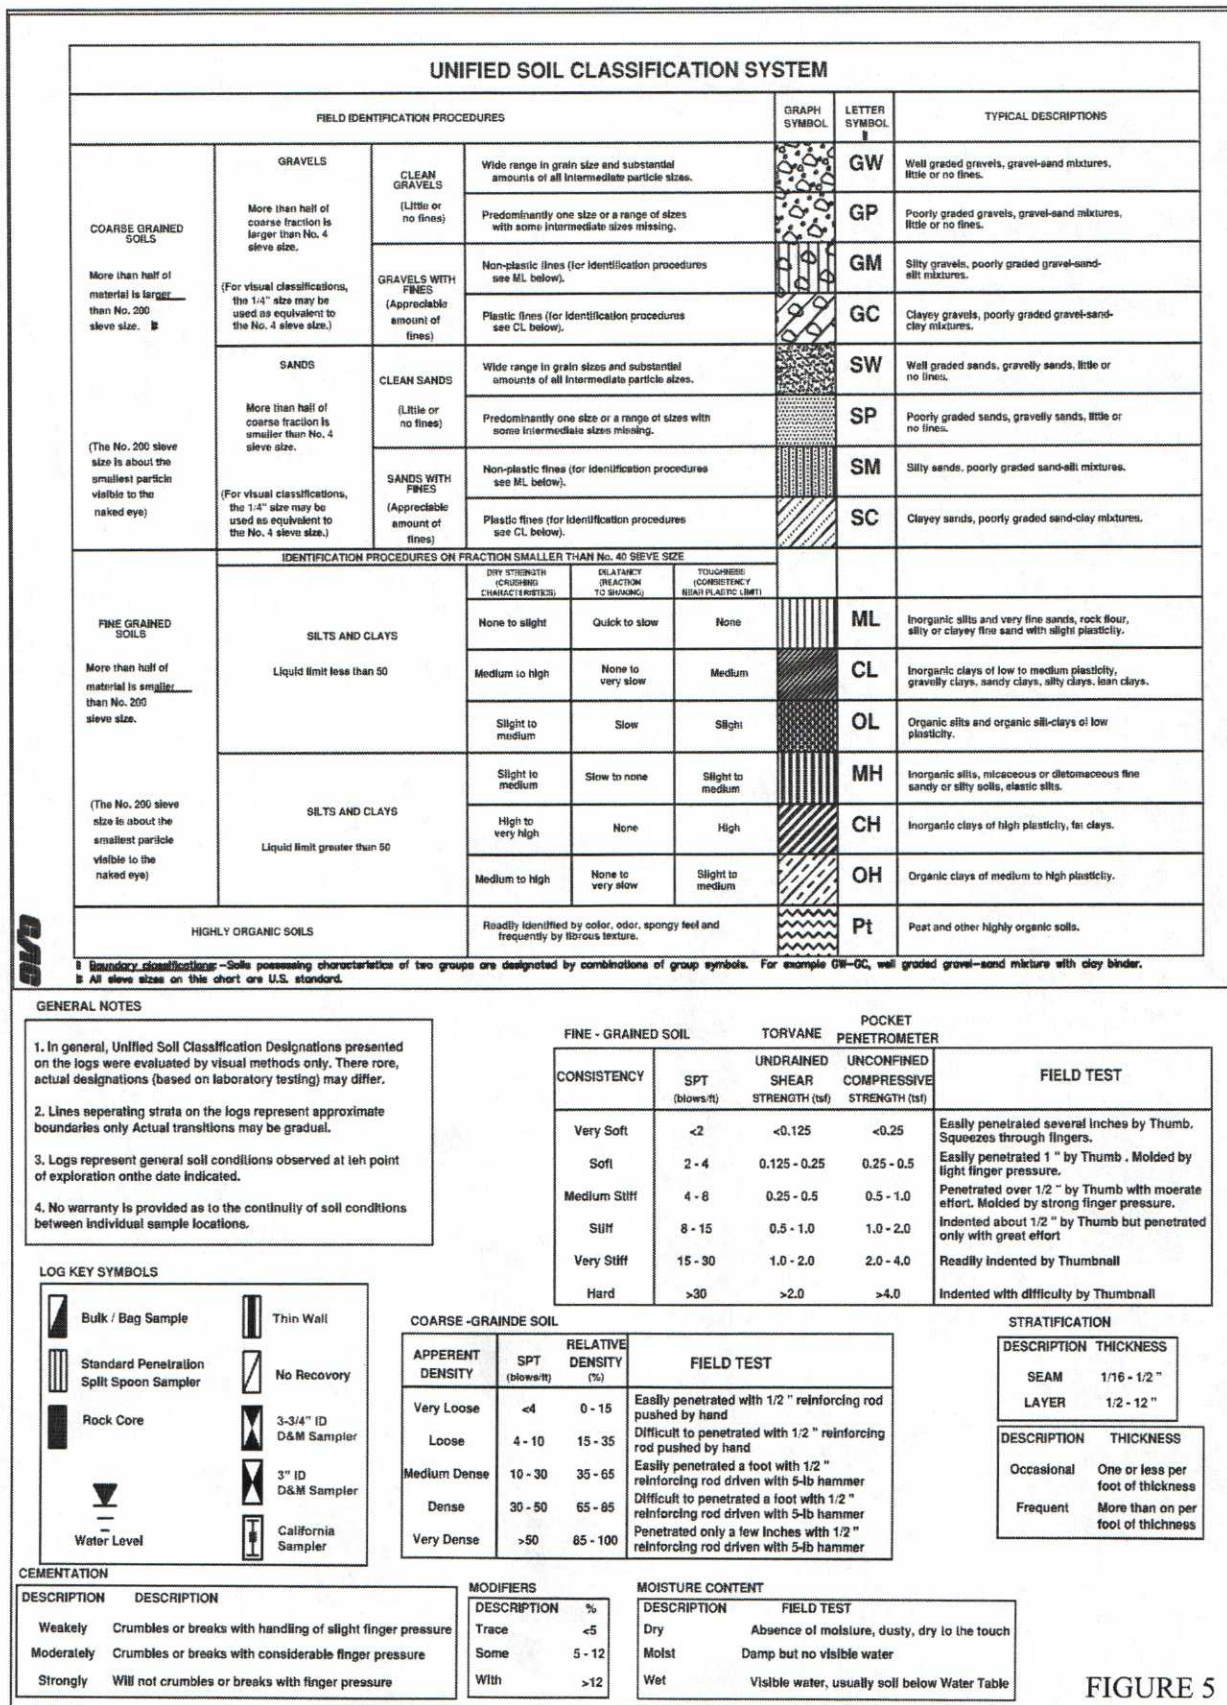 UNIFIED SOIL CLASSIFICATION SYSTEM
FIELD IDENTIFICATION PROCEDURES
GRAPH
SYMBOL
LETTER
SYMBOL
TYPICAL DESCRIPTIONS
COARSE GRAINED
SOILS
More than half of
material is larger
than No. 200
sieve size.
(The No. 200 sieve
size is about the
smallest particle
visible to the
naked eye)
GRAVELS
More than half of
coarse fraction is
larger than No. 4
sieve size.
(For visual classifications,
the 1/4" size may be
used as equivalent to
the No. 4 sieve size.)
CLEAN
GRAVELS
(Little or
no fines)
Wide range in grain size and substantial
amounts of all intermediate particle sizes.
GW
Well graded gravels, gravel-sand mixtures,
little or no fines.
Predominantly one size or a range of sizes
with some intermediate sizes missing.
GP
Poorly graded gravels, gravel-sand mixtures,
little or no fines.
GRAVELS WITH
FINES
(Appreciable
amount of
fines)
Non-plastic fines (for identification procedures
see ML below).
GM
Silty gravels, poorly graded gravel-sand-
silt mixtures.
Plastic fines (for identification procedures
see CL below).
GC
Clayey gravels, poorly graded gravel-sand-
clay mixtures.
SANDS
More than half of
coarse fraction is
smaller than No. 4
sieve size.
(For visual classifications,
the 1/4" size may be
used as equivalent to
the No. 4 sieve size.)
CLEAN SANDS
(Little or
no fines)
Wide range in grain sizes and substantial
amounts of all intermediate particle sizes.
SW
Well graded sands, gravelly sands, little or
no fines.
Predominantly one size or a range of sizes with
some intermediate sizes missing.
SP
Poorly graded sands, gravelly sands, little or
no fines.
SANDS WITH
FINES
(Appreciable
amount of
fines)
Non-plastic fines (for identification procedures
see ML below).
SM
Silty sands, poorly graded sand-silt mixtures.
Plastic fines (for identification procedures
see CL below).
SC
Clayey sands, poorly graded sand-clay mixtures.
IDENTIFICATION PROCEDURES ON FRACTION SMALLER THAN No. 40 SIEVE SIZE
DRY STRENGTH
(CRUSHING
CHARACTERISTICS)
DILATANCY
(REACTION
TO SHAKING)
TOUGHNESS
(CONSISTENCY
NEAR PLASTIC LIMIT)
FINE GRAINED
SOILS
More than half of
material is smaller
than No. 200
sieve size.
(The No. 200 sieve
size is about the
smallest particle
visible to the
naked eye)
SILTS AND CLAYS
Liquid limit less than 50
None to slight
Quick to slow
None
ML
Inorganic silts and very fine sands, rock flour,
silty or clayey fine sand with slight plasticity.
Medium to high
None to
very slow
Medium
CL
Inorganic clays of low to medium plasticity,
gravelly clays, sandy clays, silty clays, lean clays.
Slight to
medium
Slow
Slight
OL
Organic silts and organic silt-clays of low
plasticity.
SILTS AND CLAYS
Liquid limit greater than 50
Slight to
medium
Slow to none
Slight to
medium
MH
Inorganic silts, micaceous or diatomaceous fine
sandy or silty soils, elastic silts.
High to
very high
None
High
CH
Inorganic clays of high plasticity, fat clays.
Medium to high
None to
very slow
Slight to
medium
OH
Organic clays of medium to high plasticity.
HIGHLY ORGANIC SOILS
Readily identified by color, odor, spongy feel and
frequently by fibrous texture.
Pt
Peat and other highly organic soils.
Boundary classifications:-Soils possessing characteristics of two groups are designated by combinations of group symbols. For example GW-GC, well graded gravel-sand mixture with clay binder.
All sieve sizes on this chart are U.S. standard.
GENERAL NOTES
1. In general, Unified Soil Classification Designations presented
on the logs were evaluated by visual methods only. There rore,
actual designations (based on laboratory testing) may differ.
2. Lines seperating strata on the logs represent approximate
boundaries only Actual transitions may be gradual.
3. Logs represent general soil conditions observed at teh point
of exploration onthe date indicated.
4. No warranty is provided as to the continuity of soil conditions
between individual sample locations.
FINE - GRAINED SOIL
TORVANE
POCKET
PENETROMETER
CONSISTENCY
SPT
(blows/ft)
UNDRAINED
SHEAR
STRENGTH (tsf)
UNCONFINED
COMPRESSIVE
STRENGTH (tsf)
FIELD TEST
Very Soft <2 <0.125 <0.25 Easily penetrated several inches by Thumb.
Squeezes through fingers.
Soft 2 - 4 0.125 - 0.25 0.25 - 0.5 Easily penetrated 1 " by Thumb . Molded by
light finger pressure.
Medium Stiff 4 - 8 0.25 - 0.5 0.5 - 1.0 Penetrated over 1/2 " by Thumb with moerate
effort. Molded by strong finger pressure.
Stiff 8 - 15 0.5 - 1.0 1.0 - 2.0 Indented about 1/2 " by Thumb but penetrated
only with great effort
Very Stiff 15 - 30 1.0 - 2.0 2.0 - 4.0 Readily indented by Thumbnail
Hard >30 >2.0 >4.0 Indented with difficulty by Thumbnail
LOG KEY SYMBOLS
Bulk / Bag Sample
Thin Wall
Standard Penetration
Split Spoon Sampler
No Recovery
Rock Core
3-3/4" ID
D&M Sampler
3" ID
D&M Sampler
Water Level
California
Sampler
COARSE -GRAINDE SOIL
APPERENT
DENSITY
SPT
(blows/ft)
RELATIVE
DENSITY
(%)
FIELD TEST
Very Loose <4 0 - 15 Easily penetrated with 1/2 " reinforcing rod
pushed by hand
Loose 4 - 10 15 - 35 Difficult to penetrated with 1/2 " reinforcing
rod pushed by hand
Medium Dense 10 - 30 35 - 65 Easily penetrated a foot with 1/2 "
reinforcing rod driven with 5-lb hammer
Dense 30 - 50 65 - 85 Difficult to penetrated a foot with 1/2 "
reinforcing rod driven with 5-lb hammer
Very Dense >50 85 - 100 Penetrated only a few inches with 1/2 "
reinforcing rod driven with 5-lb hammer
STRATIFICATION
DESCRIPTION THICKNESS
SEAM 1/16 - 1/2 "
LAYER 1/2 - 12 "
DESCRIPTION THICKNESS
Occasional One or less per
foot of thickness
Frequent More than on per
foot of thichness
CEMENTATION
DESCRIPTION DESCRIPTION
Weakely Crumbles or breaks with handling of slight finger pressure
Moderately Crumbles or breaks with considerable finger pressure
Strongly Will not crumbles or breaks with finger pressure
MODIFIERS
DESCRIPTION %
Trace <5
Some 5 - 12
With >12
MOISTURE CONTENT
DESCRIPTION FIELD TEST
Dry Absence of moisture, dusty, dry to the touch
Moist Damp but no visible water
Wet Visible water, usually soil below Water Table
FIGURE 5